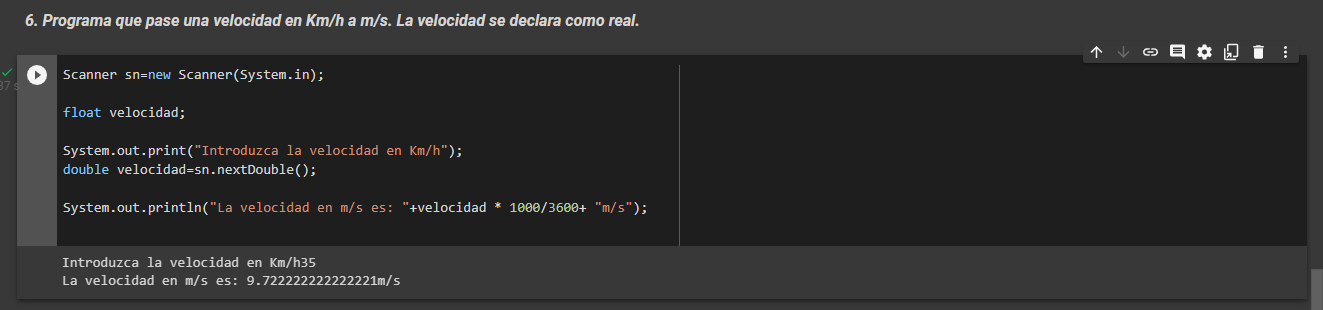 6. Programa que pase una velocidad en Km/h a m/s. La velocidad se declara como real.
Scanner sn=new Scanner(System.in);
float velocidad;
System.out.print("Introduzca la velocidad en Km/h");
double velocidad=sn.nextDouble();
System.out.println("La velocidad en m/s es: "+velocidad * 1000/3600+ "m/s");
Introduzca la velocidad en Km/h35
La velocidad en m/s es: 9.722222222222221m/s